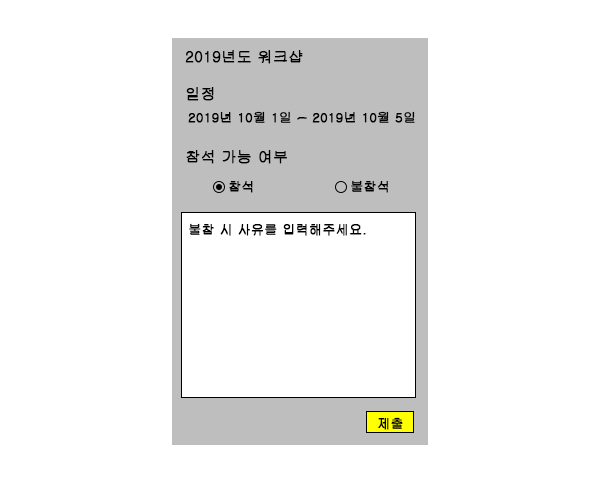 2019년도 워크샵
일정
2019년 10월 1일 ~ 2019년 10월 5일
참석 가능 여부
참석 불참석
불참 시 사유를 입력해주세요.
제출